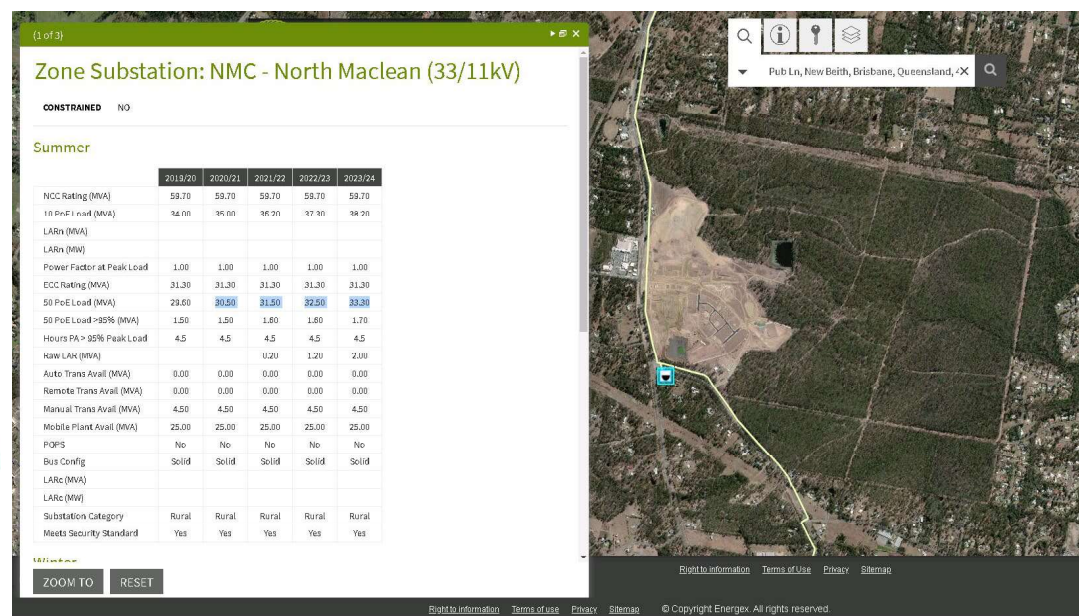 (1 of 3)
Zone Substation: NMC - North Maclean (33/11kV)
CONSTRAINED NO
Summer
2019/20 2020/21 2021/22 2022/23 2023/24
NCC Rating (MVA) 59.70 59.70 59.70 59.70 59.70
10 PoE Load (MVA) 34.00 35.00 36.20 37.30 38.20
LARn (MVA)
LARn (MW)
Power Factor at Peak Load 1.00 1.00 1.00 1.00 1.00
ECC Rating (MVA) 31.30 31.30 31.30 31.30 31.30
50 PoE Load (MVA) 29.60 30.50 31.50 32.50 33.30
50 PoE Load >95% (MVA) 1.50 1.50 1.60 1.60 1.70
Hours PA > 95% Peak Load 4.5 4.5 4.5 4.5 4.5
Raw LAR (MVA) 0.20 1.20 2.00
Auto Trans Avail (MVA) 0.00 0.00 0.00 0.00 0.00
Remote Trans Avail (MVA) 0.00 0.00 0.00 0.00 0.00
Manual Trans Avail (MVA) 4.50 4.50 4.50 4.50 4.50
Mobile Plant Avail (MVA) 25.00 25.00 25.00 25.00 25.00
POPS No No No No No
Bus Config Solid Solid Solid Solid Solid
LARc (MVA)
LARc (MW)
Substation Category Rural Rural Rural Rural Rural
Meets Security Standard Yes Yes Yes Yes Yes
Winter
ZOOM TO RESET
Pub Ln, New Beith, Brisbane, Queensland,
Right to information Terms of Use Privacy Sitemap
Right to information Terms of use Privacy Sitemap © Copyright Energex. All rights reserved.